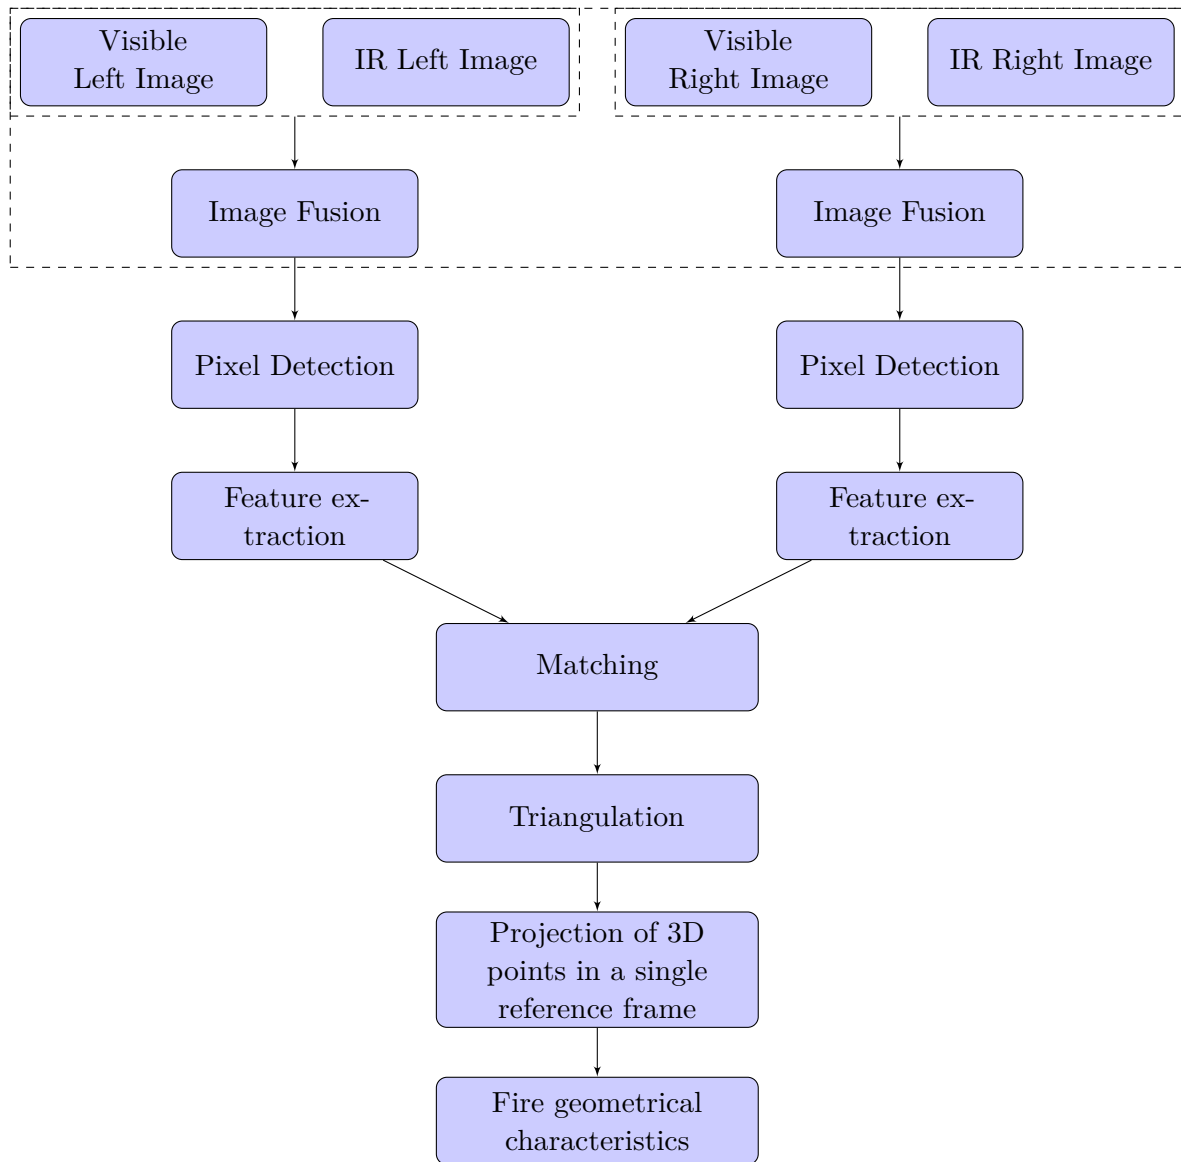 Visible
Left Image
IR Left Image
Visible
Right Image
IR Right Image
Image Fusion
Image Fusion
Pixel Detection
Pixel Detection
Feature ex-
traction
Feature ex-
traction
Matching
Triangulation
Projection of 3D
points in a single
reference frame
Fire geometrical
characteristics